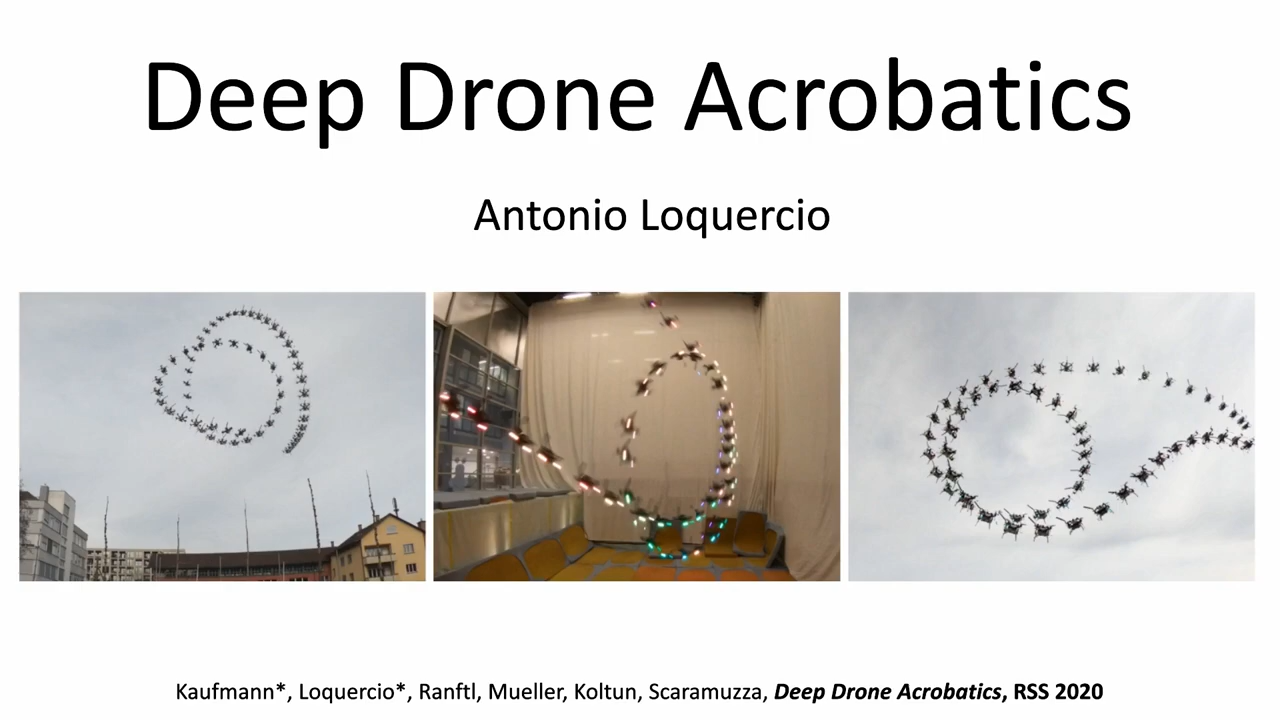 Deep Drone Acrobatics
Antonio Loquercio
Kaufmann*, Loquercio*, Ranftl, Mueller, Koltun, Scaramuzza, Deep Drone Acrobatics, RSS 2020